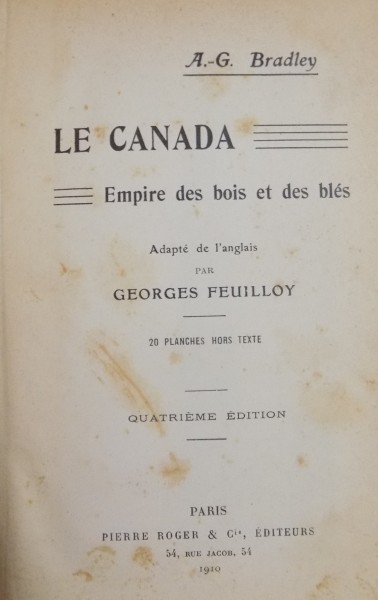 A.-G. Bradley
LE CANADA
Empire des bois et des blés
Adapté de l'anglais
PAR
GEORGES FEUILLOY
20 PLANCHES HORS TEXTE
QUATRIÈME ÉDITION
PARIS
PIERRE ROGER & Cie, ÉDITEURS
54, RUE JACOB, 54
1910